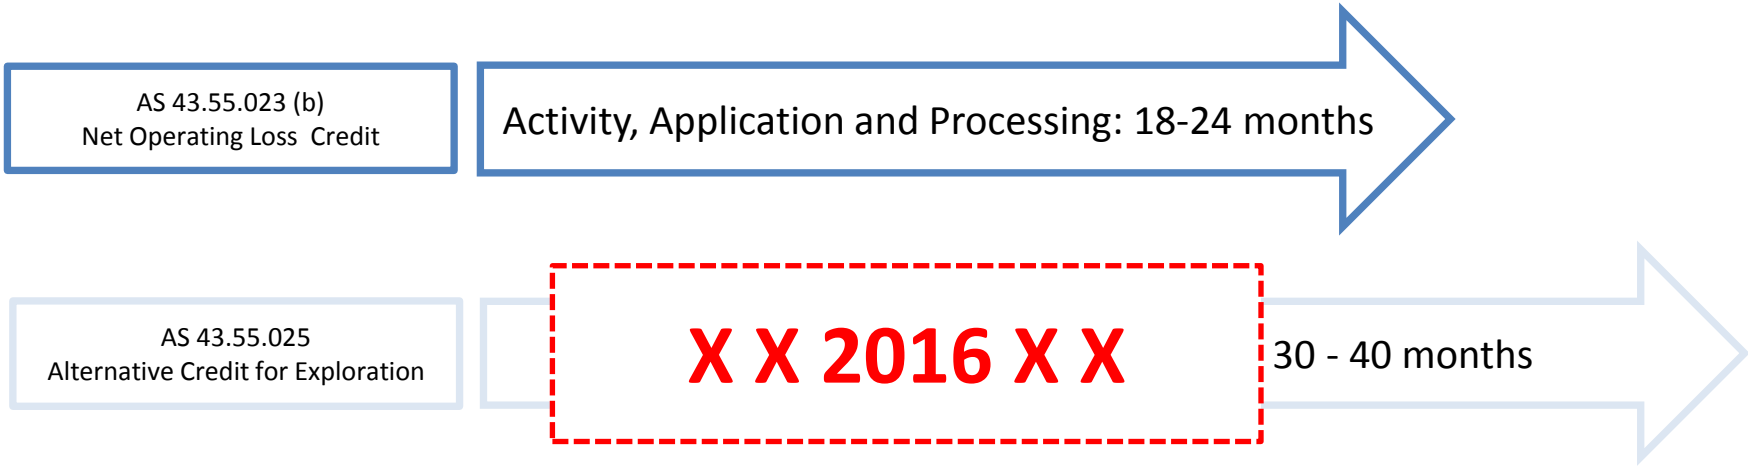 AS 43.55.023 (b)
Net Operating Loss Credit
Activity, Application and Processing: 18-24 months
AS 43.55.025
Alternative Credit for Exploration
X X 2016 X X
30 - 40 months